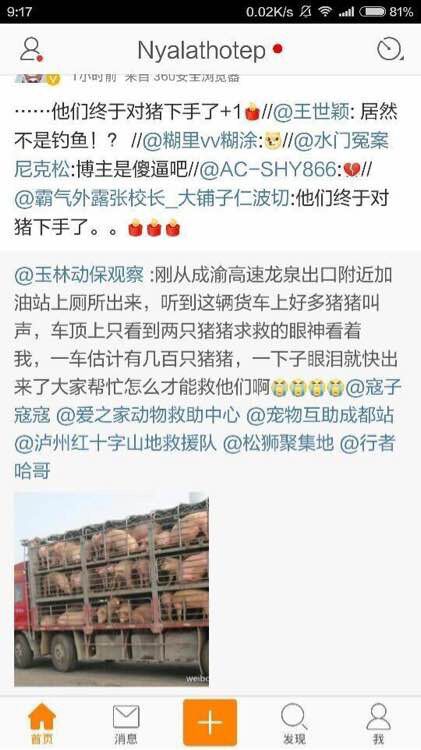 9:17
0.02K/s
81%
Nyalathotep
1小时前 来自 360安全浏览器
……他们终于对猪下手了+1//@王世颖: 居然
不是钓鱼！？ //@糊里vv糊涂://@水门冤案
尼克松:博主是傻逼吧//@AC-SHY866://
@霸气外露张校长_大铺子仁波切:他们终于对
猪下手了。。
@玉林动保观察 :刚从成渝高速龙泉出口附近加
油站上厕所出来，听到这辆货车上好多猪猪叫
声，车顶上只看到两只猪猪求救的眼神看着
我，一车估计有几百只猪猪，一下子眼泪就快出
来了大家帮忙怎么才能救他们啊@寇子
寇寇 @爱之家动物救助中心 @宠物互助成都站
@泸州红十字山地救援队 @松狮聚集地 @行者
哈哥
首页
消息
发现
我